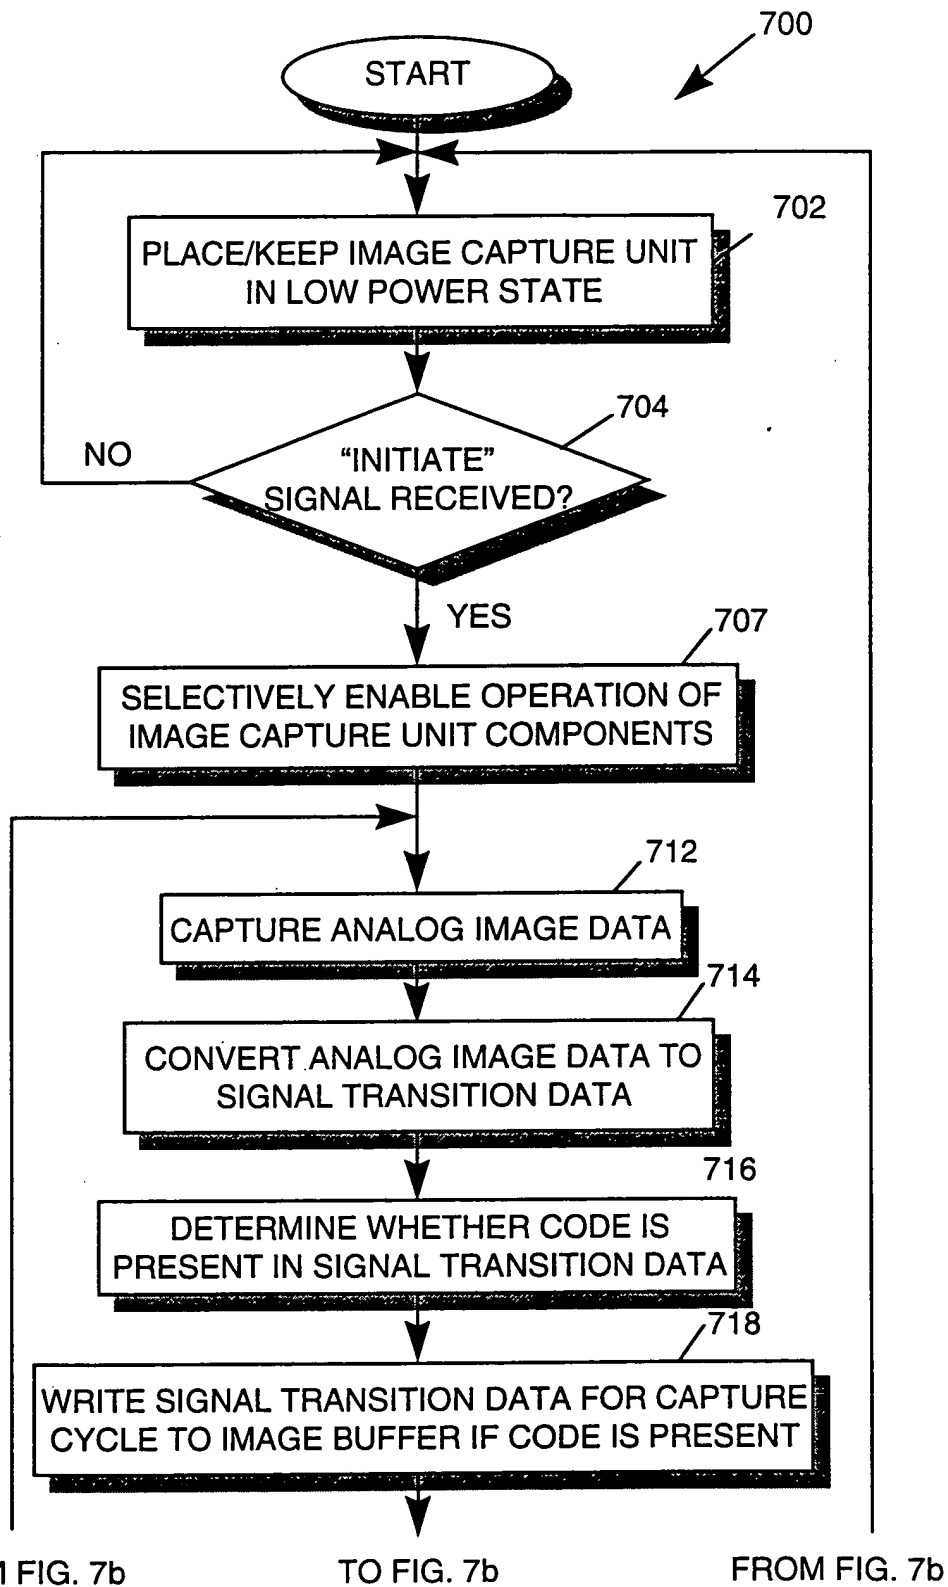 700
START
702
PLACE/KEEP IMAGE CAPTURE UNIT
IN LOW POWER STATE
704
NO
“INITIATE”
SIGNAL RECEIVED?
YES
707
SELECTIVELY ENABLE OPERATION OF
IMAGE CAPTURE UNIT COMPONENTS
712
CAPTURE ANALOG IMAGE DATA
714
CONVERT ANALOG IMAGE DATA TO
SIGNAL TRANSITION DATA
716
DETERMINE WHETHER CODE IS
PRESENT IN SIGNAL TRANSITION DATA
718
WRITE SIGNAL TRANSITION DATA FOR CAPTURE
CYCLE TO IMAGE BUFFER IF CODE IS PRESENT
FIG. 7b
TO FIG. 7b
FROM FIG. 7b